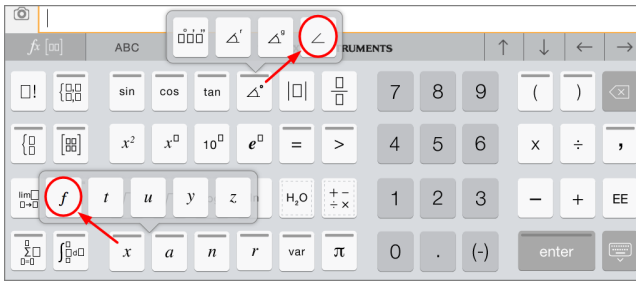 ▯°▯'▯" ∡′ ∡ᵍ ∠
f× [▯▯] ABC RUMENTS ↑ ↓ ← →
▯! {▯;▯ ▯;▯ sin cos tan ∡° |▯| ▯/▯ 7 8 9 ( )
{▯ ▯ [▯▯ ▯▯] x² x▯ 10▯ e▯ = > 4 5 6 x ÷ ,
lim▯ ▯→▯ f t u y z H₂O + − ÷ × 1 2 3 − + EE
▯ Σ▯ ▯=▯ ∫▯ ▯ ▯d▯ x a n r var π 0 . (-) enter